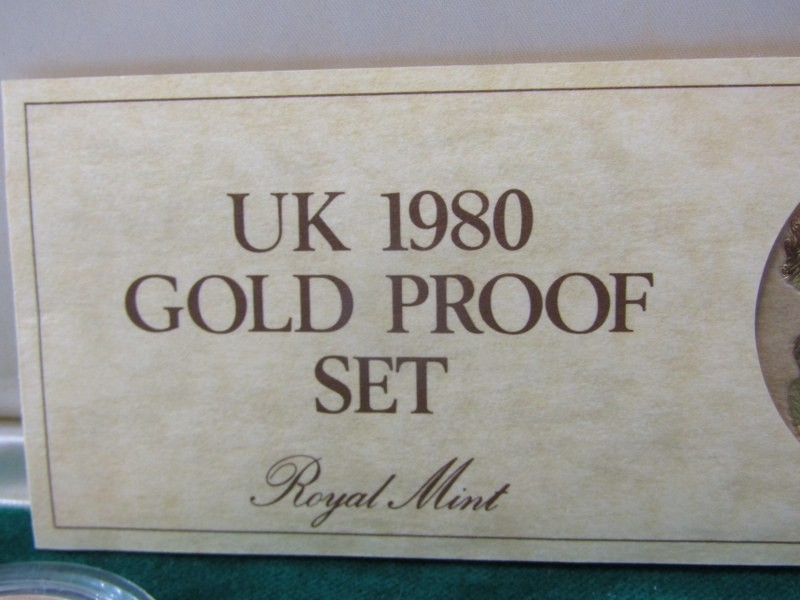 UK 1980
GOLD PROOF
SET
Royal Mint